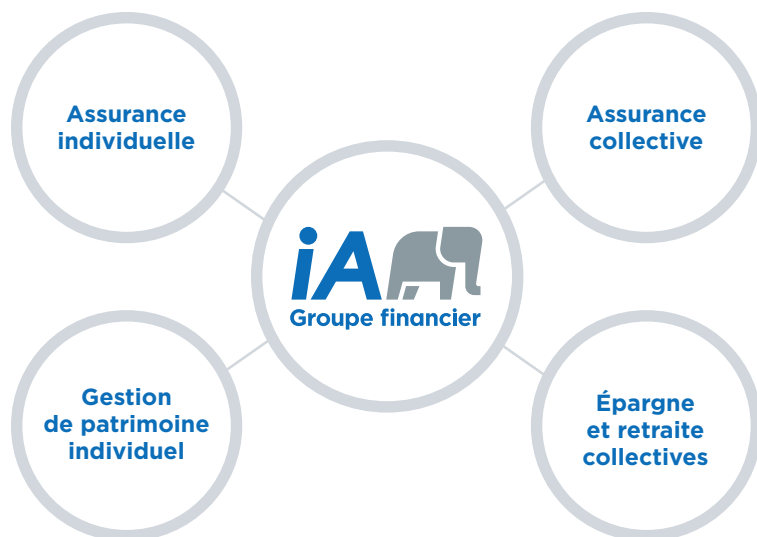 Assurance
individuelle
Assurance
collective
iA
Groupe financier
Gestion
de patrimoine
individuel
Épargne
et retraite
collectives